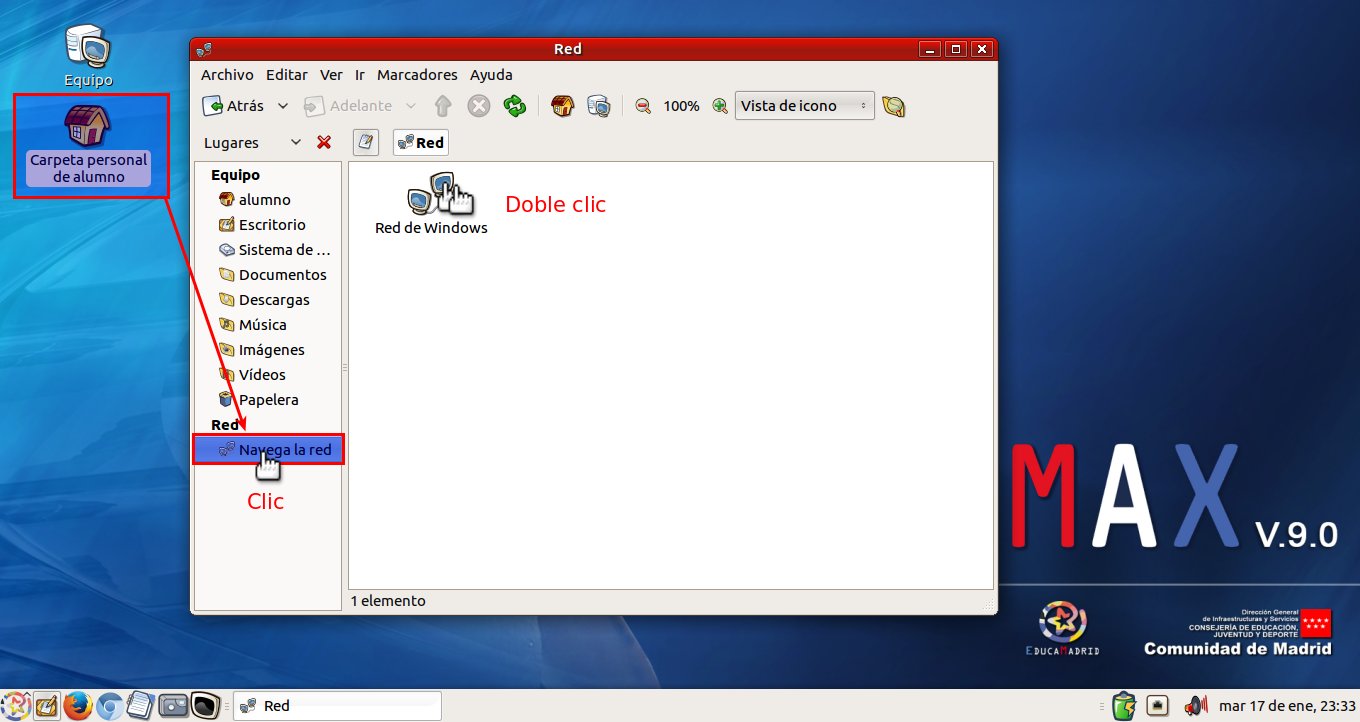 Equipo
Carpeta personal
de alumno
Red
Archivo Editar Ver Ir Marcadores Ayuda
Atrás Adelante 100% Vista de icono
Lugares Red
Equipo
alumno
Escritorio
Sistema de ...
Documentos
Descargas
Música
Imágenes
Vídeos
Papelera
Red
Navega la red
Clic
Red de Windows
Doble clic
1 elemento
MAX V.9.0
EDUCAMADRID
Dirección General
de Infraestructuras y Servicios
CONSEJERÍA DE EDUCACIÓN,
JUVENTUD Y DEPORTE
Comunidad de Madrid
Red
mar 17 de ene, 23:33